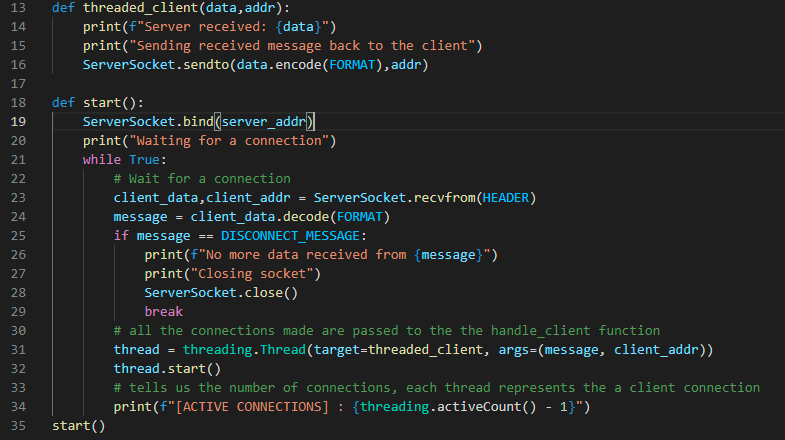 13 def threaded_client(data,addr):
14     print(f"Server received: {data}")
15     print("Sending received message back to the client")
16     ServerSocket.sendto(data.encode(FORMAT),addr)
17
18 def start():
19     ServerSocket.bind(server_addr)
20     print("Waiting for a connection")
21     while True:
22         # Wait for a connection
23         client_data,client_addr = ServerSocket.recvfrom(HEADER)
24         message = client_data.decode(FORMAT)
25         if message == DISCONNECT_MESSAGE:
26             print(f"No more data received from {message}")
27             print("Closing socket")
28             ServerSocket.close()
29             break
30         # all the connections made are passed to the the handle_client function
31         thread = threading.Thread(target=threaded_client, args=(message, client_addr))
32         thread.start()
33         # tells us the number of connections, each thread represents the a client connection
34         print(f"[ACTIVE CONNECTIONS] : {threading.activeCount() - 1}")
35 start()